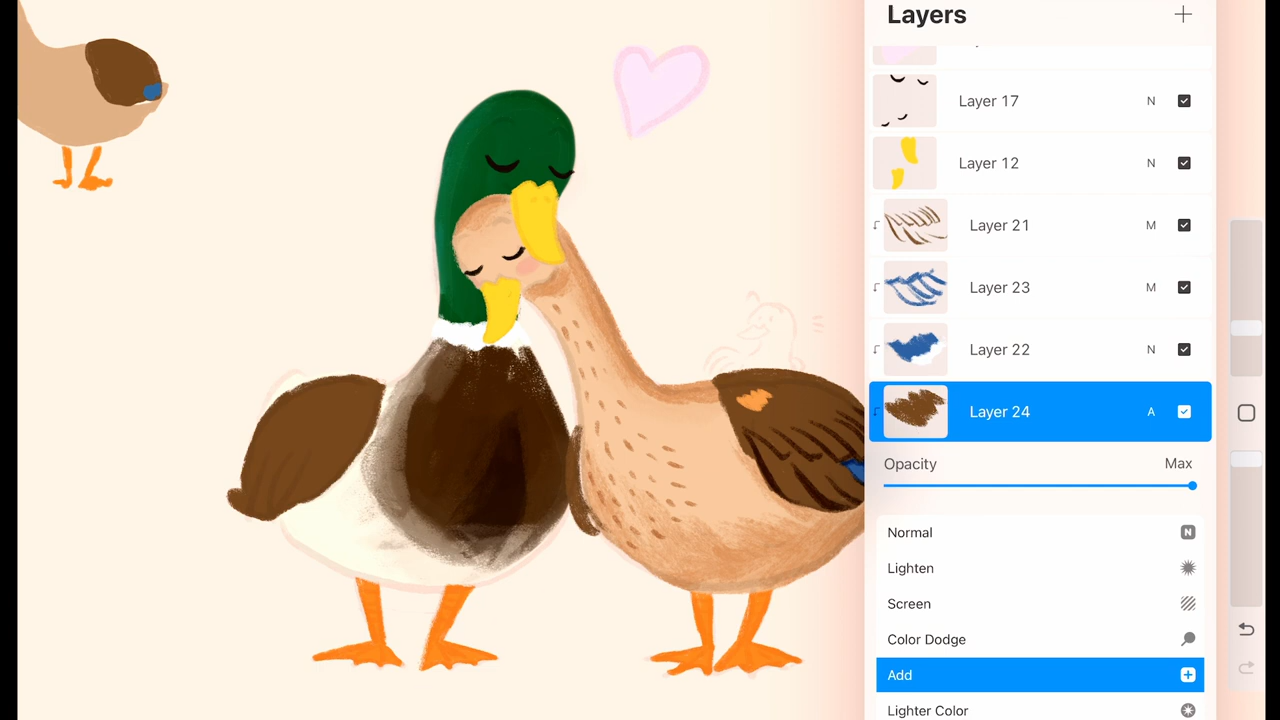 Layers
Layer 17 N
Layer 12 N
Layer 21 M
Layer 23 M
Layer 22 N
Layer 24 A
Opacity Max
Normal N
Lighten
Screen
Color Dodge
Add
Lighter Color